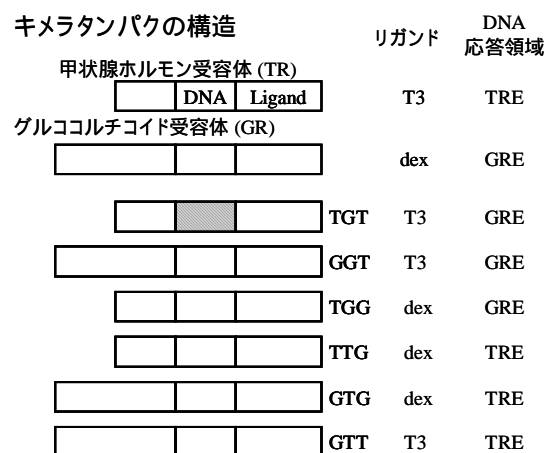 キメラタンパクの構造
リガンド
DNA
応答領域
甲状腺ホルモン受容体 (TR)
DNA Ligand T3 TRE
グルココルチコイド受容体 (GR)
dex GRE
TGT T3 GRE
GGT T3 GRE
TGG dex GRE
TTG dex TRE
GTG dex TRE
GTT T3 TRE